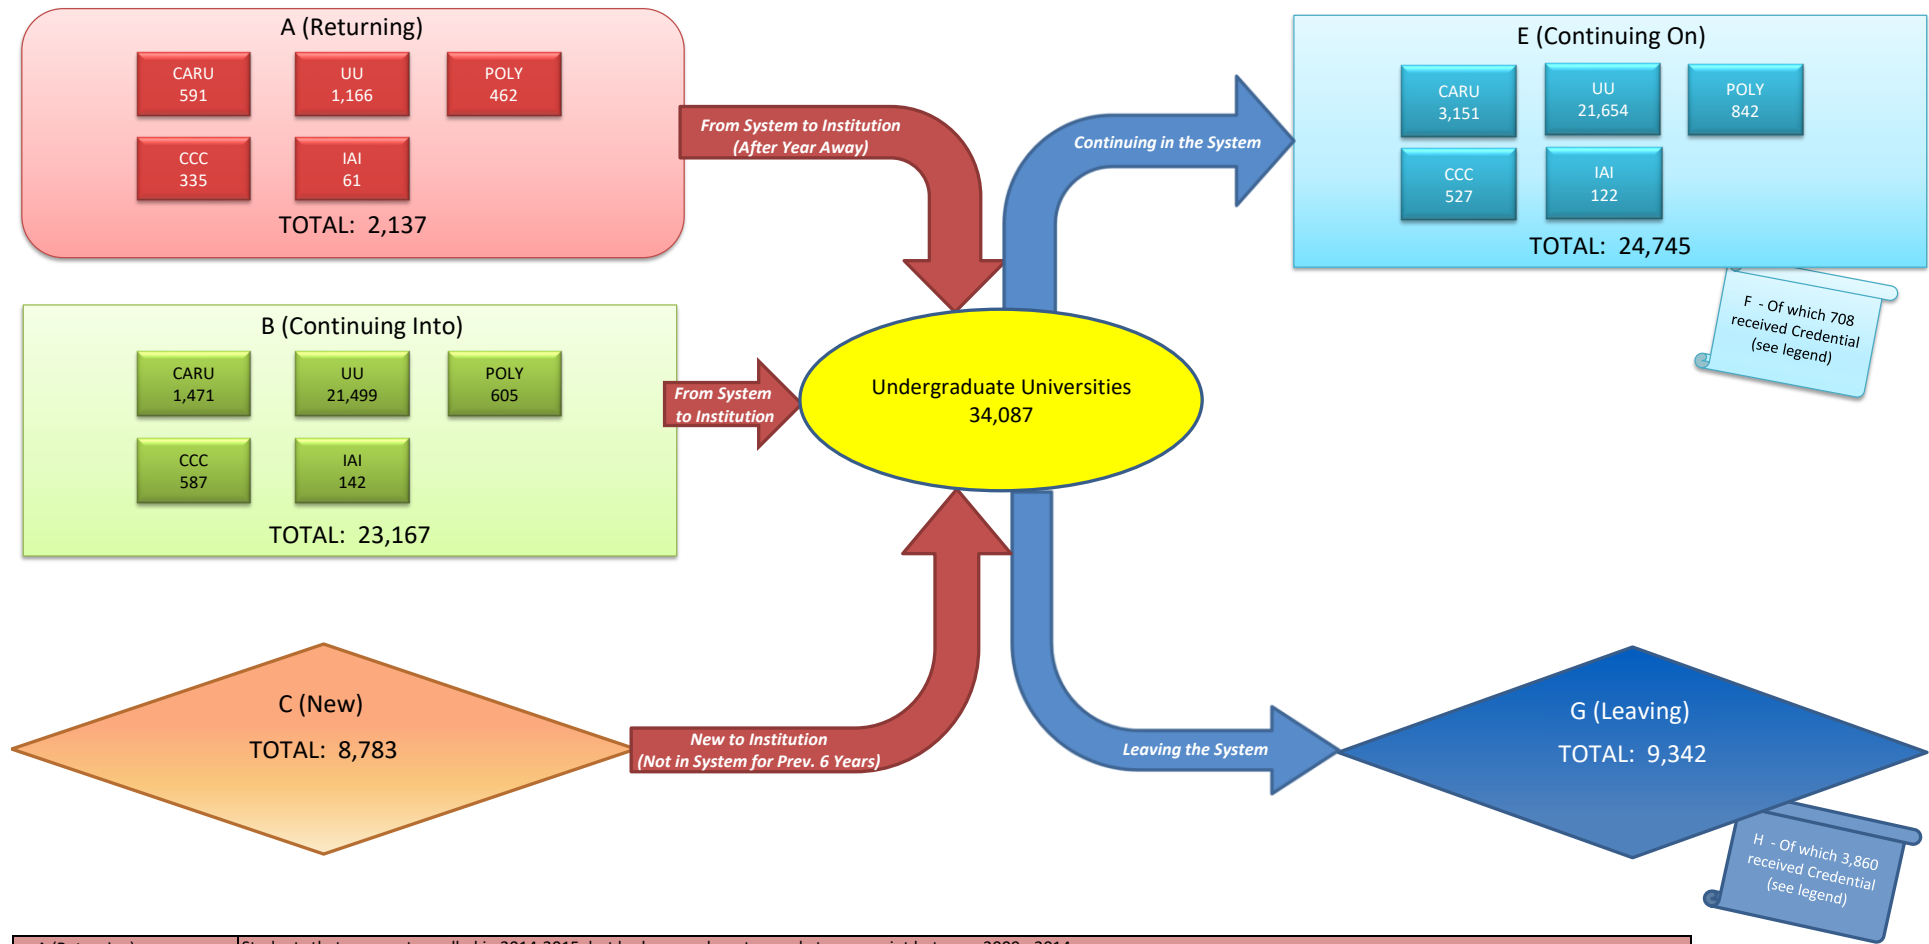 A (Returning)
CARU
591
UU
1,166
POLY
462
CCC
335
IAI
61
TOTAL: 2,137
From System to Institution
(After Year Away)
Continuing in the System
E (Continuing On)
CARU
3,151
UU
21,654
POLY
842
CCC
527
IAI
122
TOTAL: 24,745
F - Of which 708
received Credential
(see legend)
B (Continuing Into)
CARU
1,471
UU
21,499
POLY
605
CCC
587
IAI
142
TOTAL: 23,167
From System
to Institution
Undergraduate Universities
34,087
C (New)
TOTAL: 8,783
New to Institution
(Not in System for Prev. 6 Years)
Leaving the System
G (Leaving)
TOTAL: 9,342
H - Of which 3,860
received Credential
(see legend)